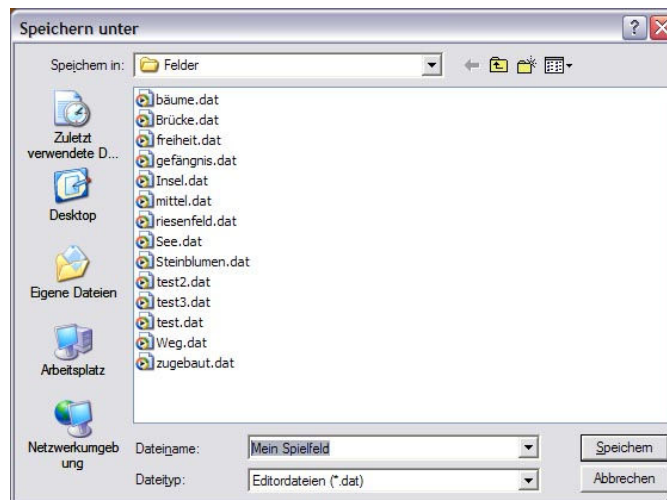 Speichern unter
Speichern in:
Felder
Zuletzt
verwendete D...
Desktop
Eigene Dateien
Arbeitsplatz
Netzwerkumgeb
ung
bäume.dat
Brücke.dat
freiheit.dat
gefängnis.dat
Insel.dat
mittel.dat
riesenfeld.dat
See.dat
Steinblumen.dat
test2.dat
test3.dat
test.dat
Weg.dat
zugebaut.dat
Dateiname:
Mein Spielfeld
Speichern
Dateityp:
Editordateien (*.dat)
Abbrechen